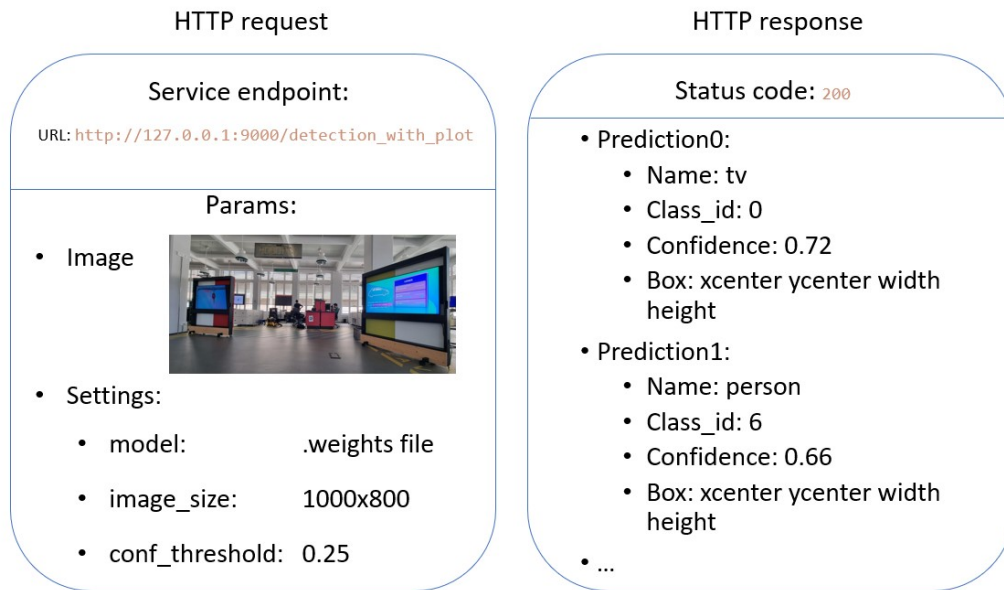 HTTP request
Service endpoint:
URL: http://127.0.0.1:9000/detection_with_plot
Params:
• Image
• Settings:
• model: .weights file
• image_size: 1000x800
• conf_threshold: 0.25
HTTP response
Status code: 200
• Prediction0:
• Name: tv
• Class_id: 0
• Confidence: 0.72
• Box: xcenter ycenter width
height
• Prediction1:
• Name: person
• Class_id: 6
• Confidence: 0.66
• Box: xcenter ycenter width
height
• ...